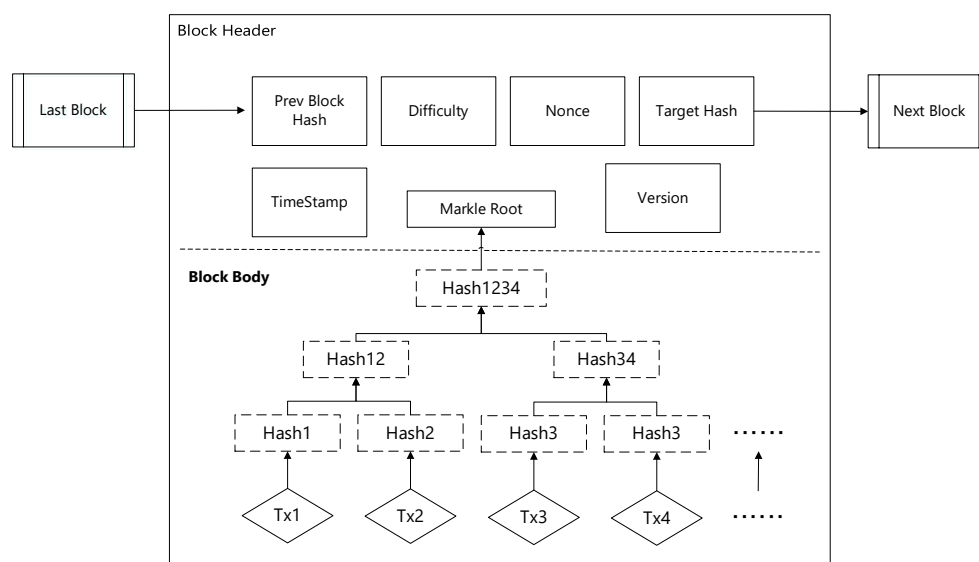 Block Header
Last Block
Prev Block
Hash
Difficulty
Nonce
Target Hash
Next Block
TimeStamp
Markle Root
Version
Block Body
Hash1234
Hash12
Hash34
Hash1
Hash2
Hash3
Hash3
......
Tx1
Tx2
Tx3
Tx4
......